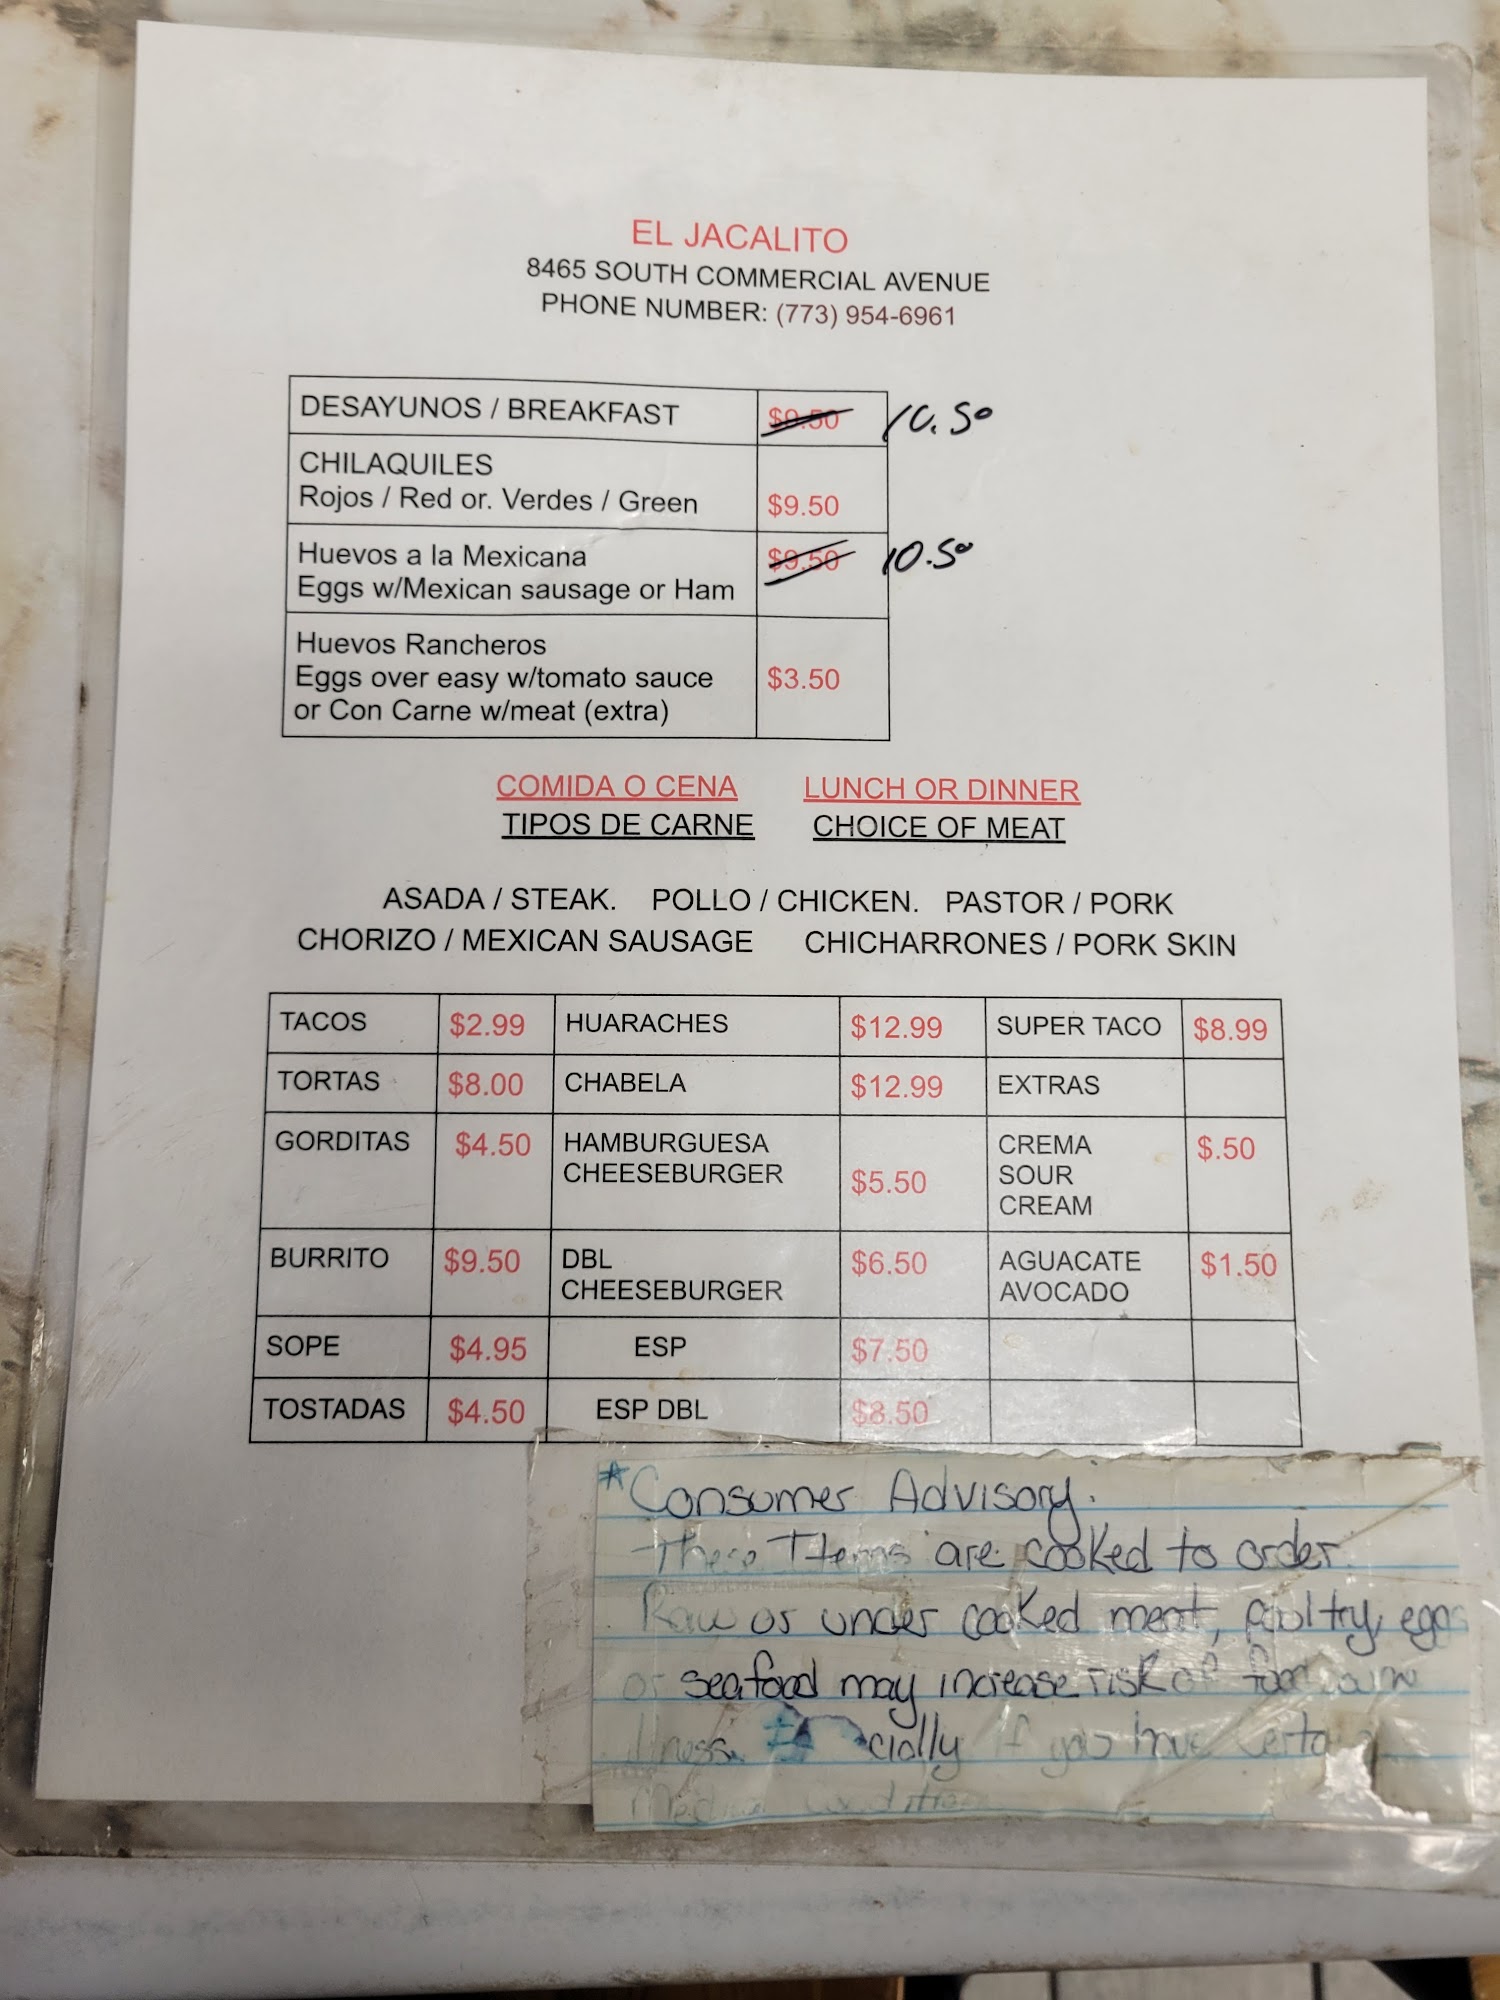 EL JACALITO
8465 SOUTH COMMERCIAL AVENUE
PHONE NUMBER: (773) 954-6961
DESAYUNOS / BREAKFAST $9.50 10.50
CHILAQUILES
Rojos / Red or. Verdes / Green $9.50
Huevos a la Mexicana $9.50 10.50
Eggs w/Mexican sausage or Ham
Huevos Rancheros
Eggs over easy w/tomato sauce $3.50
or Con Carne w/meat (extra)
COMIDA O CENA LUNCH OR DINNER
TIPOS DE CARNE CHOICE OF MEAT
ASADA / STEAK. POLLO / CHICKEN. PASTOR / PORK
CHORIZO / MEXICAN SAUSAGE CHICHARRONES / PORK SKIN
TACOS $2.99 HUARACHES $12.99 SUPER TACO $8.99
TORTAS $8.00 CHABELA $12.99 EXTRAS
GORDITAS $4.50 HAMBURGUESA CREMA $.50
CHEESEBURGER $5.50 SOUR
CREAM
BURRITO $9.50 DBL $6.50 AGUACATE $1.50
CHEESEBURGER AVOCADO
SOPE $4.95 ESP $7.50
TOSTADAS $4.50 ESP DBL $8.50
*Consumer Advisory.
These Items are cooked to order.
Raw or under cooked meat, poultry, eggs
or seafood may increase risk of
illness. cially if you have
Medical Condition